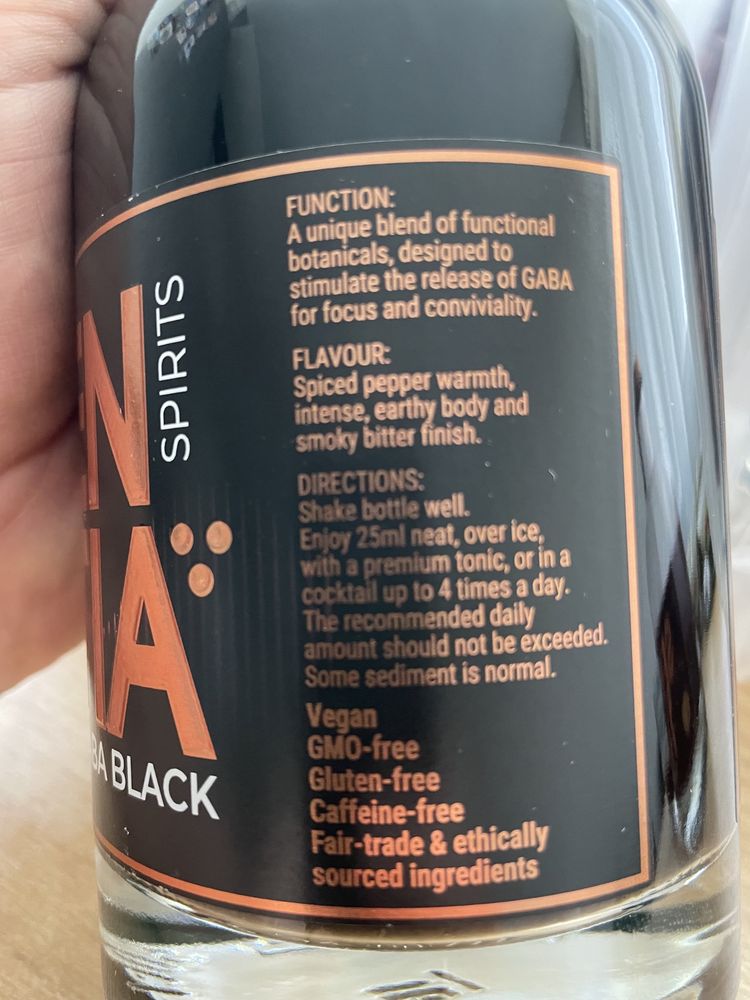 SPIRITS
FUNCTION:
A unique blend of functional
botanicals, designed to
stimulate the release of GABA
for focus and conviviality.
FLAVOUR:
Spiced pepper warmth,
intense, earthy body and
smoky bitter finish.
DIRECTIONS:
Shake bottle well.
Enjoy 25ml neat, over ice,
with a premium tonic, or in a
cocktail up to 4 times a day.
The recommended daily
amount should not be exceeded.
Some sediment is normal.
Vegan
GMO-free
Gluten-free
Caffeine-free
Fair-trade & ethically
sourced ingredients
BLACK